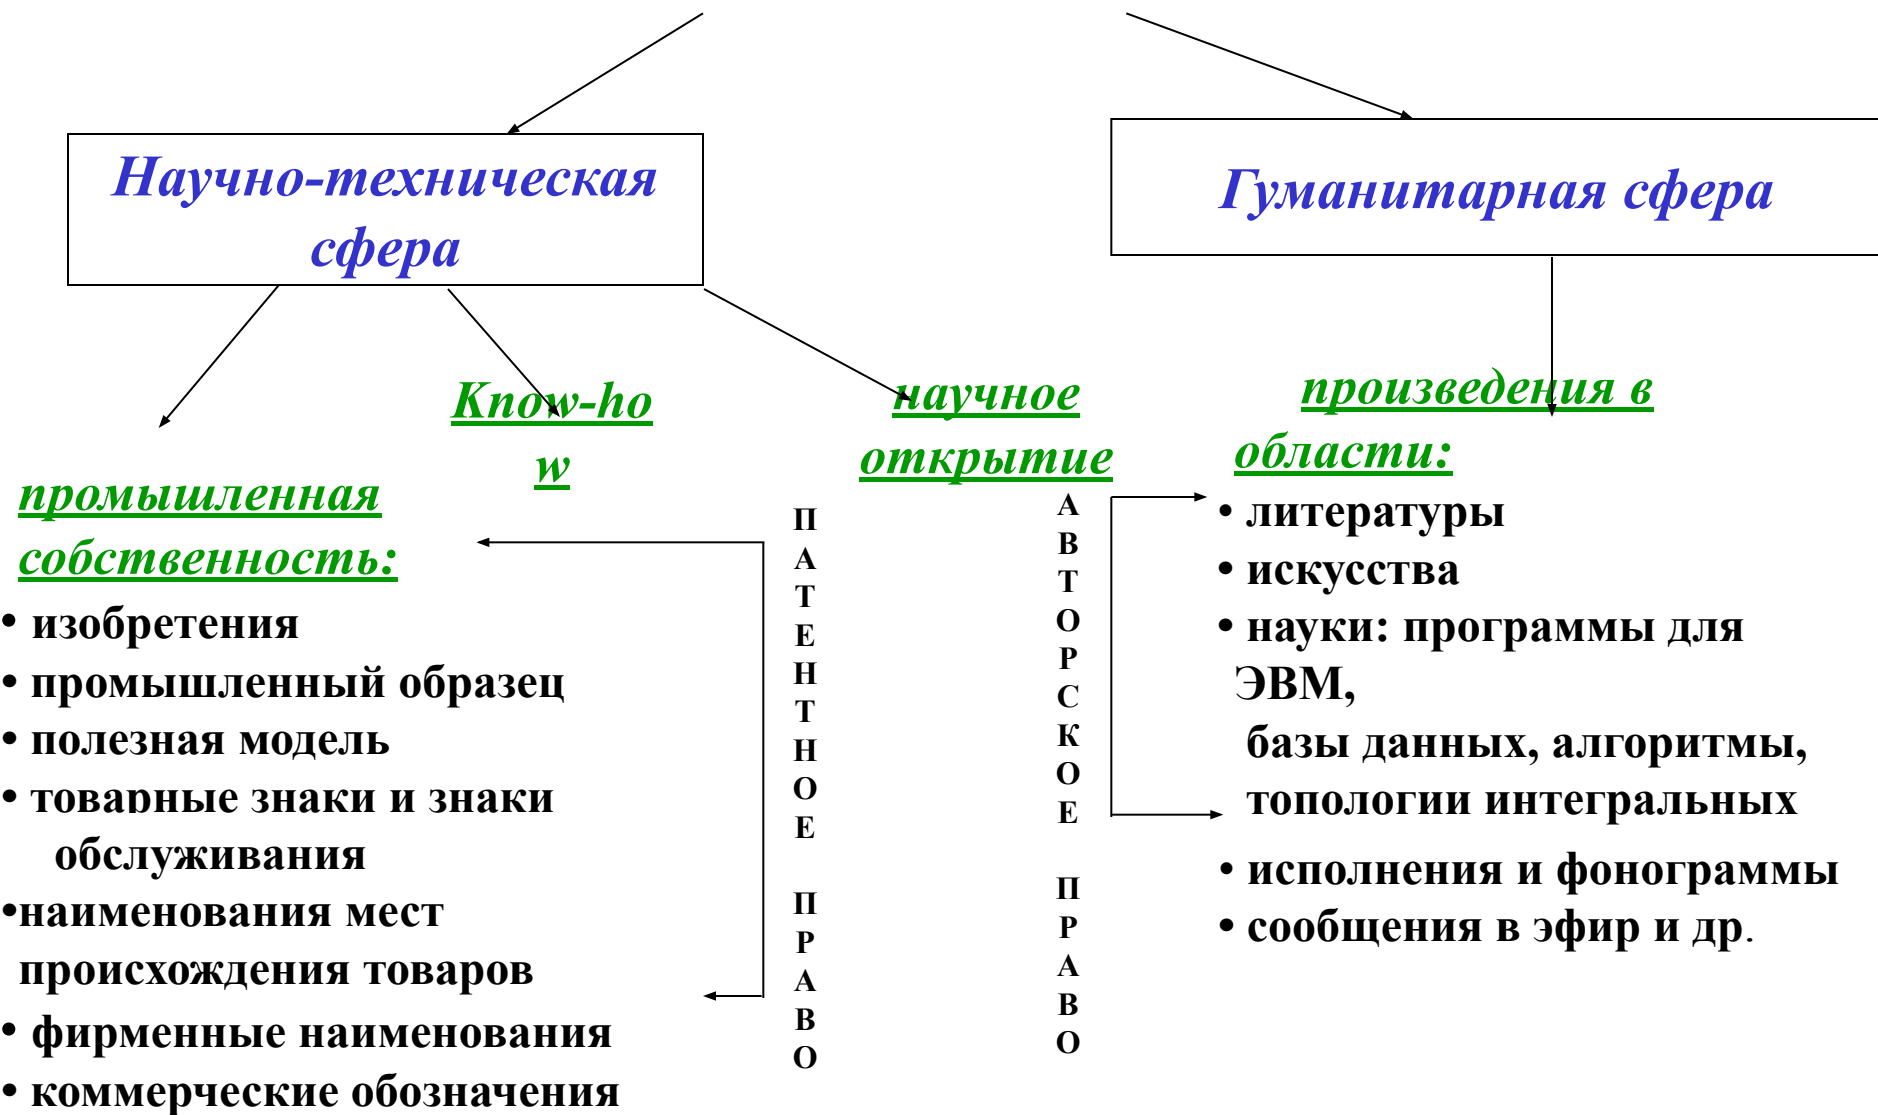 Научно-техническая
сфера
Гуманитарная сфера
Know-ho
w
научное
открытие
произведения в
области:
промышленная
собственность:
• изобретения
• промышленный образец
• полезная модель
• товарные знаки и знаки
обслуживания
•наименования мест
происхождения товаров
• фирменные наименования
• коммерческие обозначения
П
А
Т
Е
Н
Т
Н
О
Е
П
Р
А
В
О
А
В
Т
О
Р
С
К
О
Е
П
Р
А
В
О
• литературы
• искусства
• науки: программы для
ЭВМ,
базы данных, алгоритмы,
топологии интегральных
• исполнения и фонограммы
• сообщения в эфир и др.